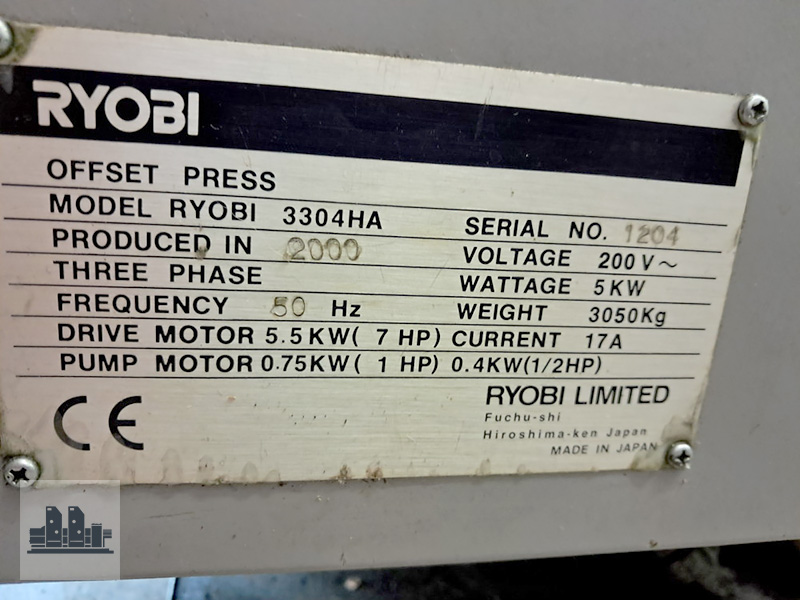 RYOBI
OFFSET PRESS
MODEL RYOBI 3304HA SERIAL NO. 1204
PRODUCED IN 2000 VOLTAGE 200V~
THREE PHASE WATTAGE 5KW
FREQUENCY 50 Hz WEIGHT 3050Kg
DRIVE MOTOR 5.5KW( 7 HP) CURRENT 17A
PUMP MOTOR 0.75KW( 1 HP) 0.4KW(1/2HP)
CE
RYOBI LIMITED
Fuchu-shi
Hiroshima-ken Japan
MADE IN JAPAN